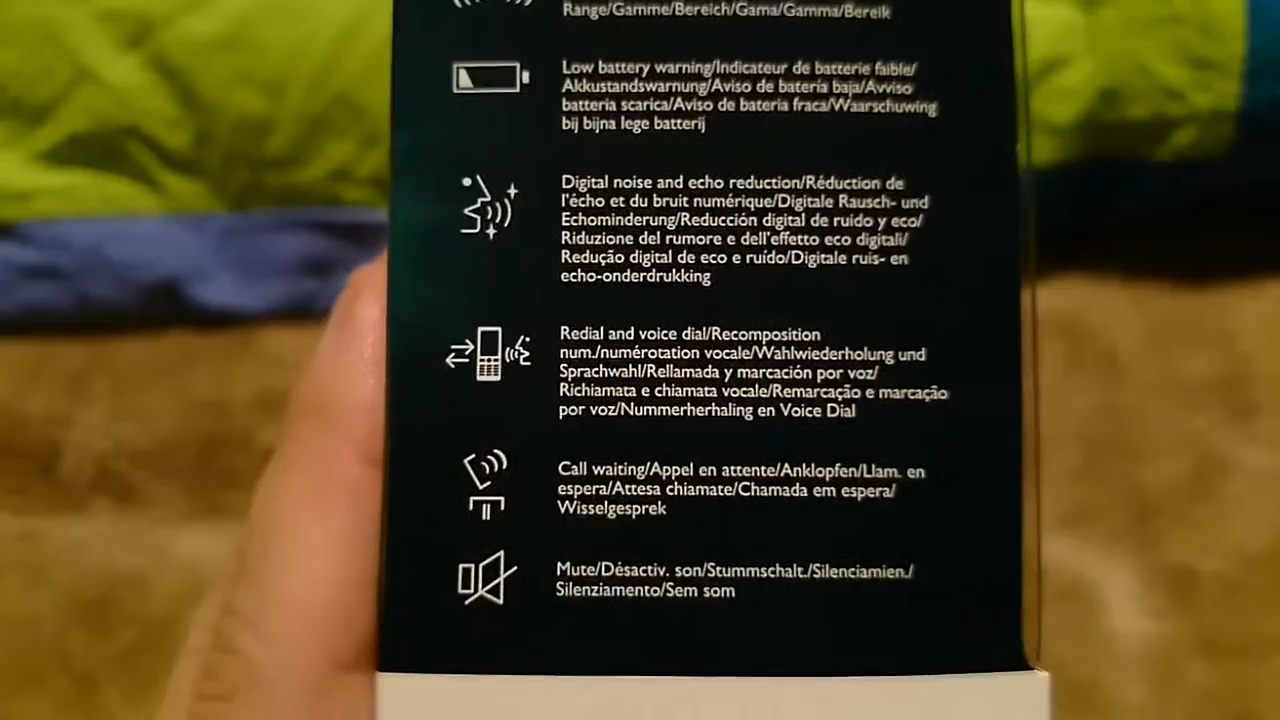 Range/Gamme/Bereich/Gama/Gamma/Bereik
Low battery warning/Indicateur de batterie faible/
Akkustandswarnung/Aviso de batería baja/Avviso
batteria scarica/Aviso de bateria fraca/Waarschuwing
bij bijna lege batterij
Digital noise and echo reduction/Réduction de
l'écho et du bruit numérique/Digitale Rausch- und
Echominderung/Reducción digital de ruido y eco/
Riduzione del rumore e dell'effetto eco digitali/
Redução digital de eco e ruído/Digitale ruis- en
echo-onderdrukking
Redial and voice dial/Recomposition
num./numérotation vocale/Wahlwiederholung und
Sprachwahl/Rellamada y marcación por voz/
Richiamata e chiamata vocale/Remarcação e marcação
por voz/Nummerherhaling en Voice Dial
Call waiting/Appel en attente/Anklopfen/Llam. en
espera/Attesa chiamate/Chamada em espera/
Wisselgesprek
Mute/Désactiv. son/Stummschalt./Silenciamien./
Silenziamento/Sem som